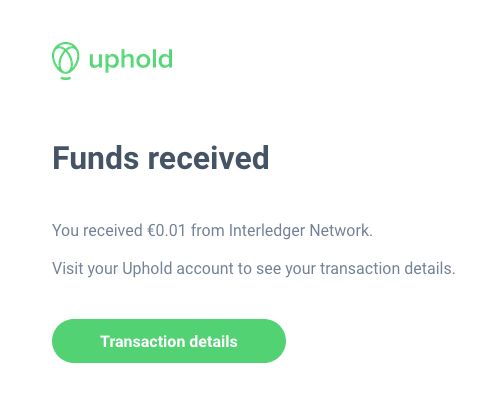 uphold
Funds received
You received €0.01 from Interledger Network.
Visit your Uphold account to see your transaction details.
Transaction details